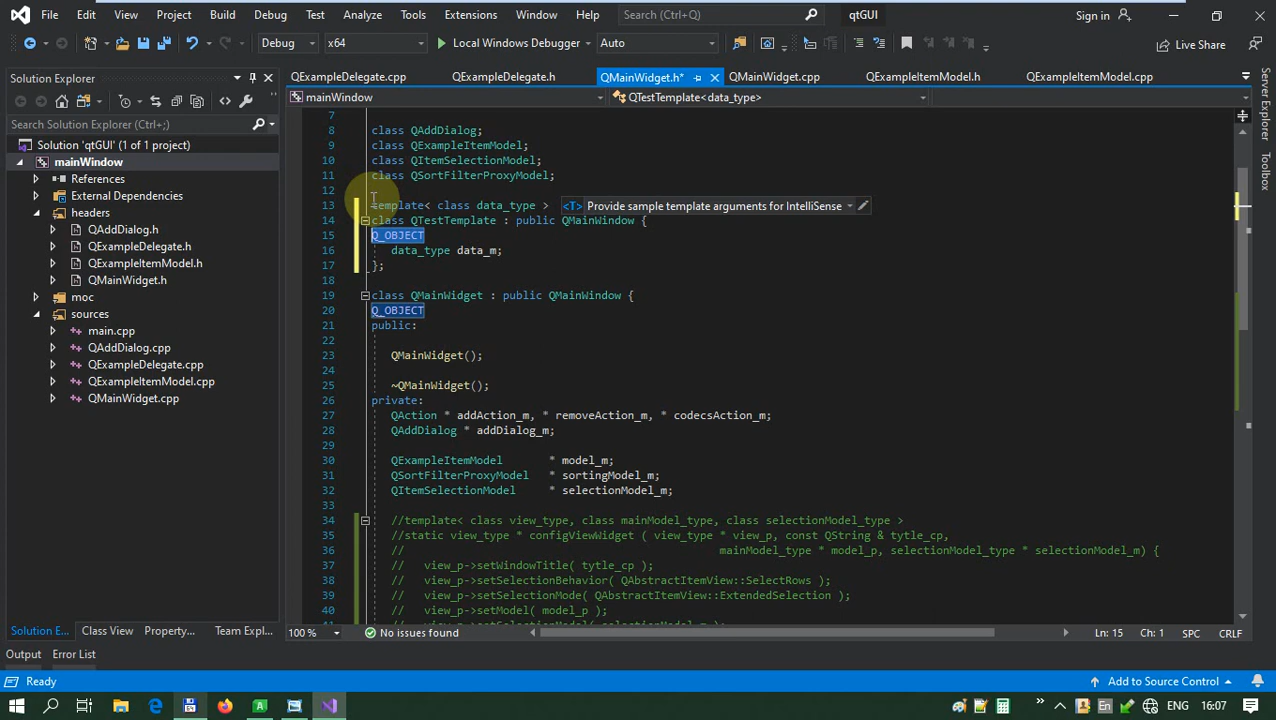 File Edit View Project Build Debug Test Analyze Tools Extensions Window Help Search (Ctrl+Q) qtGUI Sign in
Debug x64 Local Windows Debugger Auto Live Share
Solution Explorer
QExampleDelegate.cpp QExampleDelegate.h QMainWidget.h* QMainWidget.cpp QExampleItemModel.h QExampleItemModel.cpp
mainWindow QTestTemplate<data_type>
Search Solution Explorer (Ctrl+;)
Solution 'qtGUI' (1 of 1 project)
mainWindow
References
External Dependencies
headers
QAddDialog.h
QExampleDelegate.h
QExampleItemModel.h
QMainWidget.h
moc
sources
main.cpp
QAddDialog.cpp
QExampleDelegate.cpp
QExampleItemModel.cpp
QMainWidget.cpp
Solution E... Class View Property... Team Expl...
7
8 class QAddDialog;
9 class QExampleItemModel;
10 class QItemSelectionModel;
11 class QSortFilterProxyModel;
12
13 template< class data_type > <T> Provide sample template arguments for IntelliSense
14 class QTestTemplate : public QMainWindow {
15 Q_OBJECT
16 data_type data_m;
17 };
18
19 class QMainWidget : public QMainWindow {
20 Q_OBJECT
21 public:
22
23 QMainWidget();
24
25 ~QMainWidget();
26 private:
27 QAction * addAction_m, * removeAction_m, * codecsAction_m;
28 QAddDialog * addDialog_m;
29
30 QExampleItemModel * model_m;
31 QSortFilterProxyModel * sortingModel_m;
32 QItemSelectionModel * selectionModel_m;
33
34 //template< class view_type, class mainModel_type, class selectionModel_type >
35 //static view_type * configViewWidget ( view_type * view_p, const QString & tytle_cp,
36 // mainModel_type * model_p, selectionModel_type * selectionModel_m) {
37 // view_p->setWindowTitle( tytle_cp );
38 // view_p->setSelectionBehavior( QAbstractItemView::SelectRows );
39 // view_p->setSelectionMode( QAbstractItemView::ExtendedSelection );
40 // view_p->setModel( model_p );
100 % No issues found Ln: 15 Ch: 1 SPC CRLF
Server Explorer
Toolbox
Output Error List
Ready Add to Source Control
En ENG 16:07